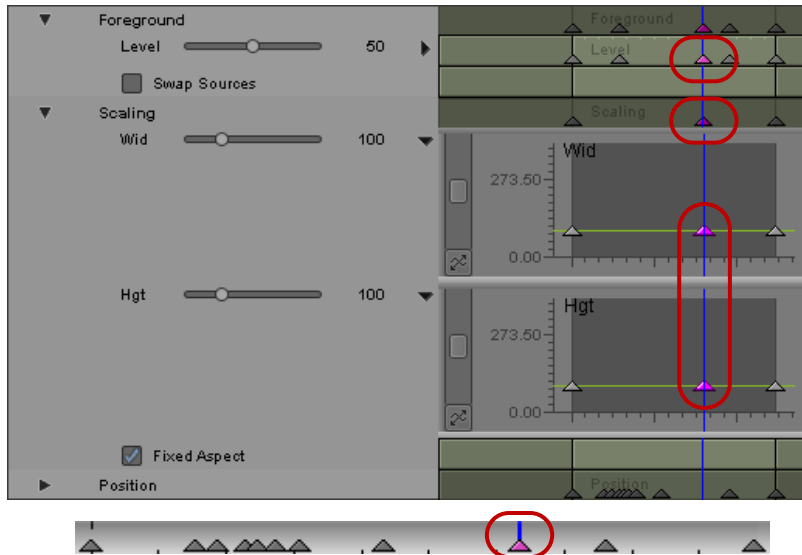 Foreground Foreground
Level 50 Level
Swap Sources
Scaling Scaling
Wid 100 Wid
273.50
0.00
Hgt 100 Hgt
273.50
0.00
Fixed Aspect
Position Position